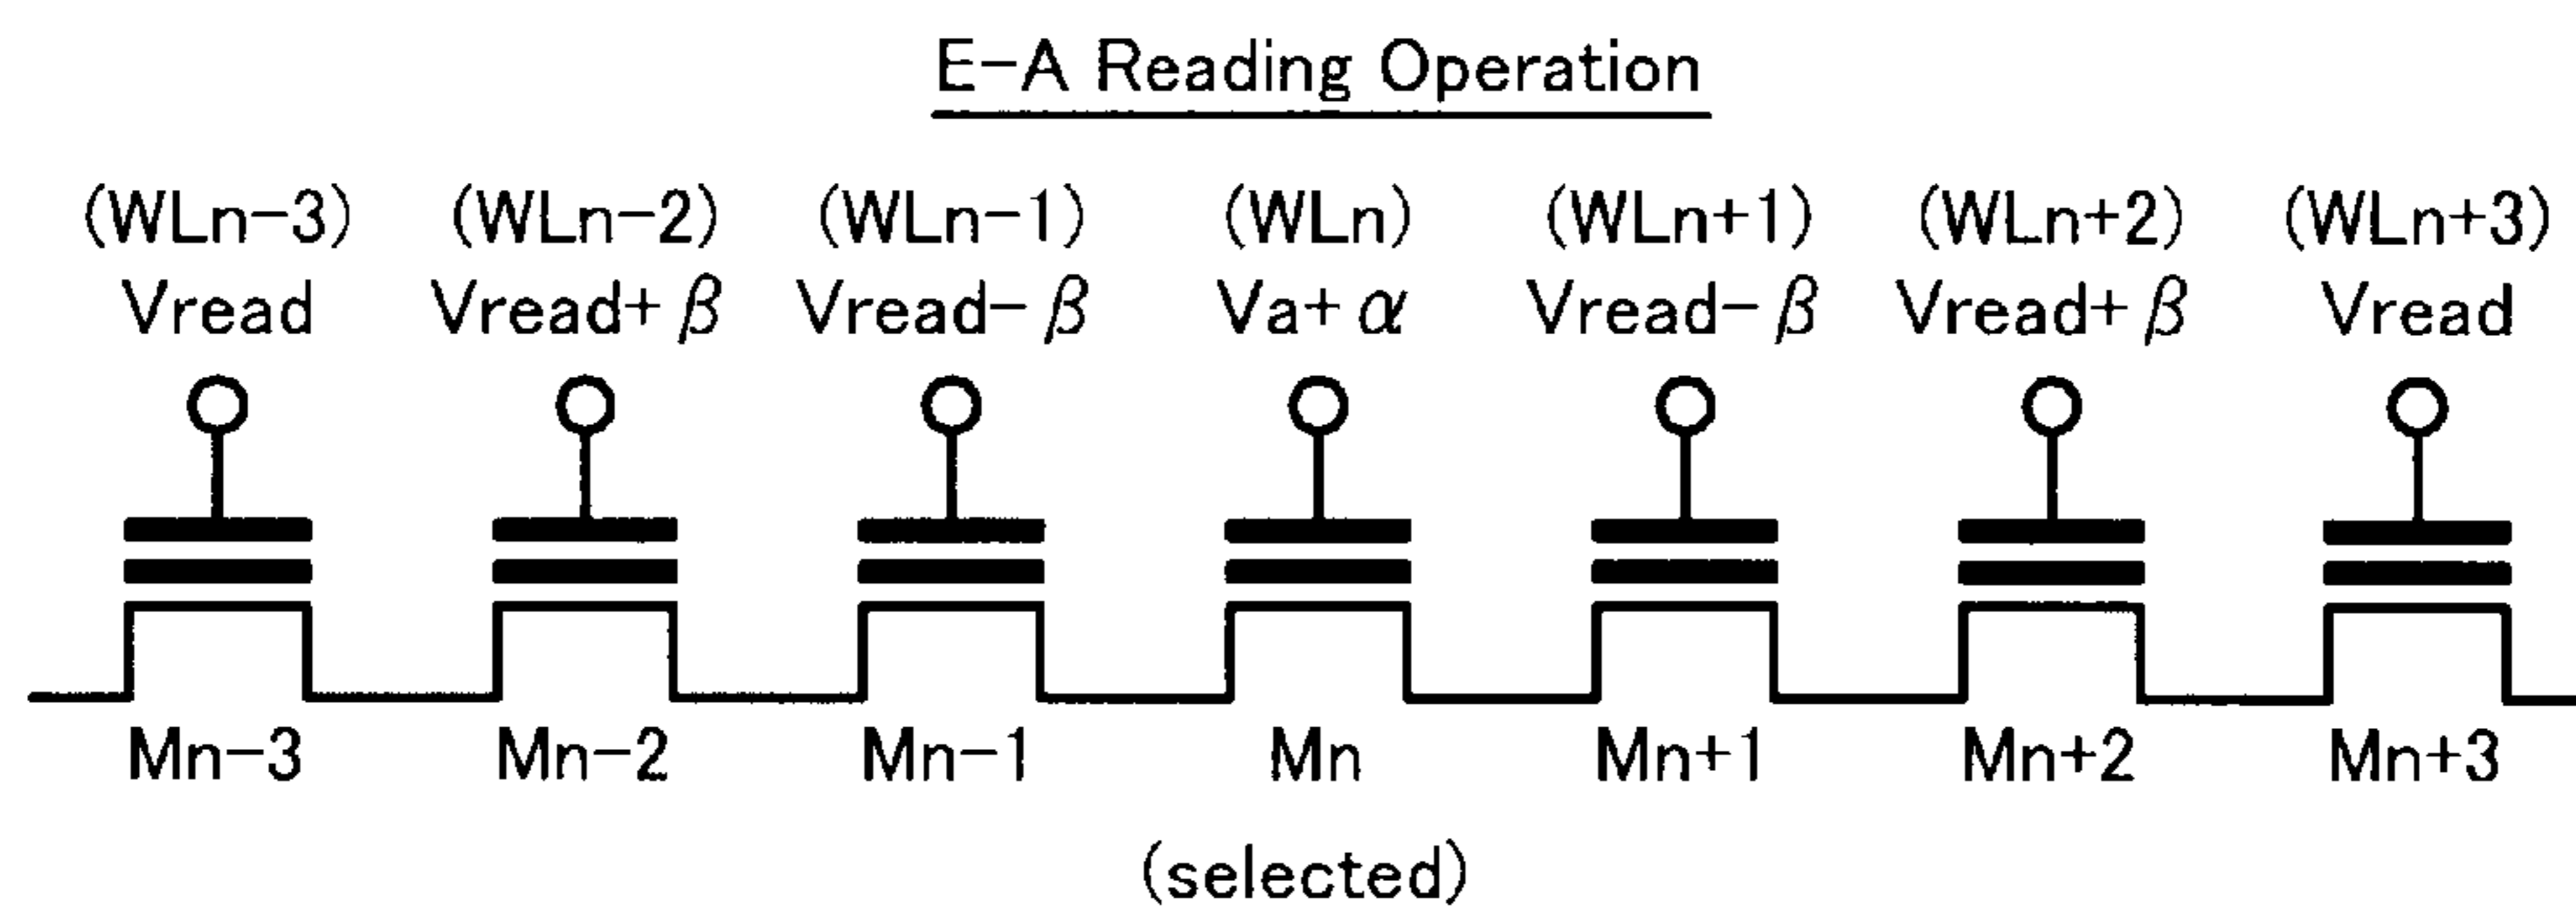 E-A Reading Operation
(WLn-3) (WLn-2) (WLn-1) (WLn) (WLn+1) (WLn+2) (WLn+3)
Vread Vread+β Vread-β Va+α Vread-β Vread+β Vread
Mn-3 Mn-2 Mn-1 Mn Mn+1 Mn+2 Mn+3
(selected)